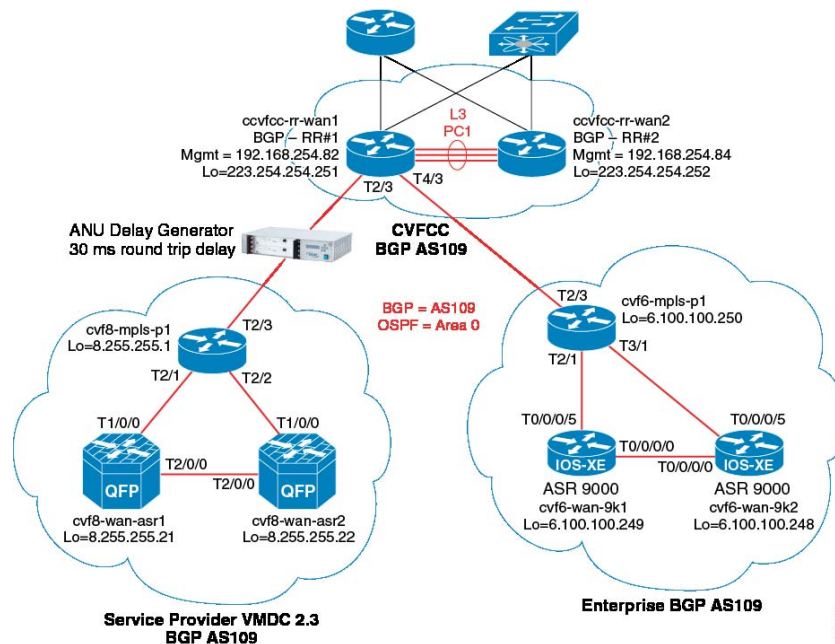 L3
PC1
ccvfcc-rr-wan1
BGP – RR#1
Mgmt = 192.168.254.82
Lo=223.254.254.251
ccvfcc-rr-wan2
BGP – RR#2
Mgmt = 192.168.254.84
Lo=223.254.254.252
T2/3
T4/3
CVFCC
BGP AS109
ANU Delay Generator
30 ms round trip delay
BGP = AS109
OSPF = Area 0
cvf8-mpls-p1
Lo=8.255.255.1
T2/3
T2/1
T2/2
T1/0/0
T1/0/0
T2/0/0
T2/0/0
QFP
QFP
cvf8-wan-asr1
Lo=8.255.255.21
cvf8-wan-asr2
Lo=8.255.255.22
Service Provider VMDC 2.3
BGP AS109
T2/3
cvf6-mpls-p1
Lo=6.100.100.250
T2/1
T3/1
T0/0/0/5
T0/0/0/5
T0/0/0/0
T0/0/0/0
IOS-XE
IOS-XE
ASR 9000
cvf6-wan-9k1
Lo=6.100.100.249
ASR 9000
cvf6-wan-9k2
Lo=6.100.100.248
Enterprise BGP AS109